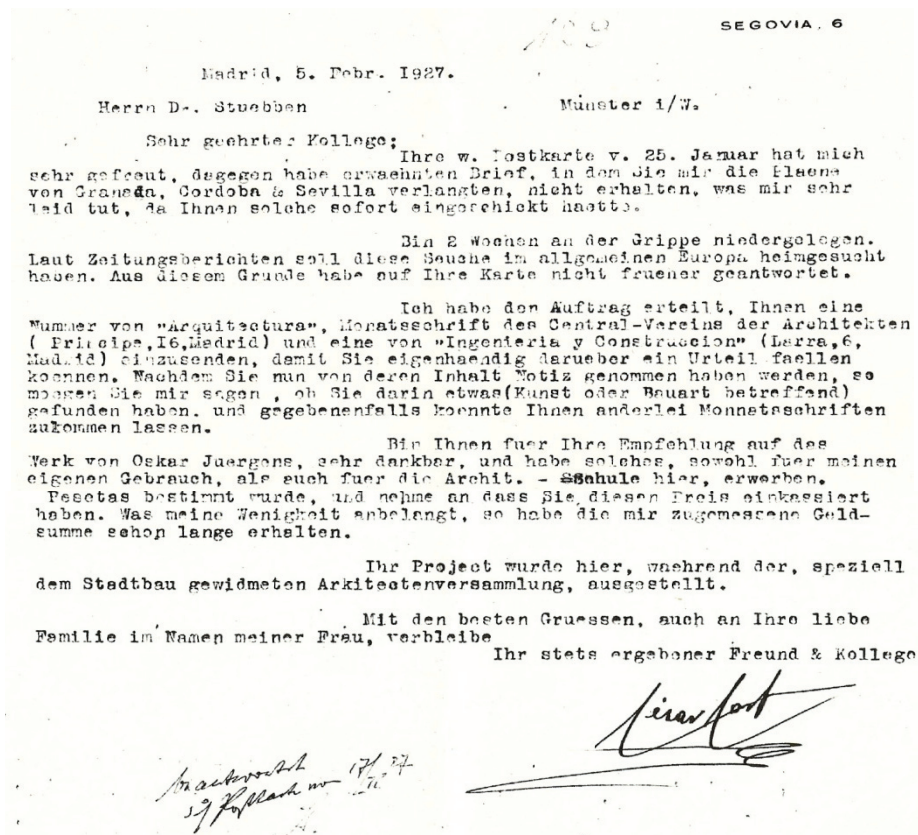 109
SEGOVIA, 6
Madrid, 5. Febr. I927.
Herrn Dr. Stuebben Münster i/W.
Sehr geehrter Kollege;
Ihre w. Postkarte v. 25. Januar hat mich
sehr gefreut, dagegen habe erwaehnten Brief, in dem Sie mir die Plaene
von Granada, Cordoba & Sevilla verlangten, nicht erhalten, was mir sehr
leid tut, da Ihnen solche sofort eingeschickt haette.
Bin 2 Wochen an der Grippe niedergelegen.
Laut Zeitungsberichten soll diese Seuche im allgemeinen Europa heimgesucht
haben. Aus diesem Grunde habe auf Ihre Karte nicht frueher geantwortet.
Ich habe den Auftrag erteilt, Ihnen eine
Nummer von "Arquitectura", Monatsschrift des Central-Vereins der Architekten
( Principe,I6,Madrid) und eine von "Ingenieria y Construccion" (Larra,6,
Madrid) einzusenden, damit Sie eigenhaendig darueber ein Urteil faellen
koennen. Nachdem Sie nun von deren Inhalt Notiz genommen haben werden, so
moegen Sie mir sagen , ob Sie darin etwas(Kunst oder Bauart betreffend)
gefunden haben. und gegebenenfalls koennte Ihnen anderlei Monnatsschriften
zukommen lassen.
Bin Ihnen fuer Ihre Empfehlung auf das
Werk von Oskar Juergens, sehr dankbar, und habe solches, sowohl fuer meinen
eigenen Gebrauch, als auch fuer die Archit. - Schule hier, erworben.
Pesetas bestimmt wurde, und nehme an dass Sie diesen Preis einkassiert
haben. Was meine Wenigkeit anbelangt, so habe die mir zugemessene Geld-
summe schon lange erhalten.
Ihr Project wurde hier, waehrend der, speziell
dem Stadtbau gewidmeten Arkitectenversammlung, ausgestellt.
Mit den besten Gruessen, auch an Ihre liebe
Familie im Namen meiner Frau, verbleibe
Ihr stets ergebener Freund & Kollege
César Cort
17/II 27